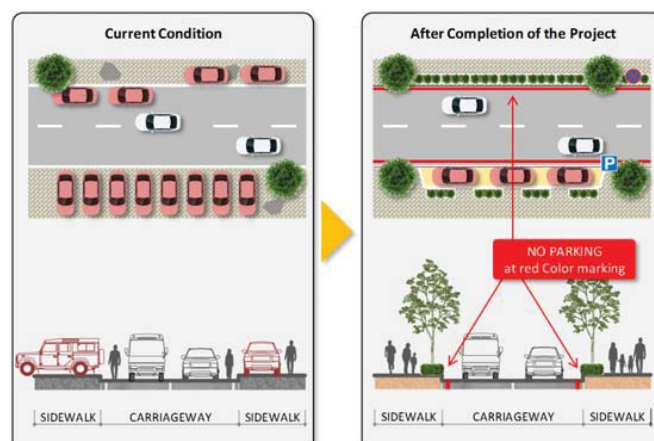 Current Condition
SIDEWALK
CARRIAGEWAY
SIDEWALK
After Completion of the Project
P
NO PARKING
at red Color marking
SIDEWALK
CARRIAGEWAY
SIDEWALK